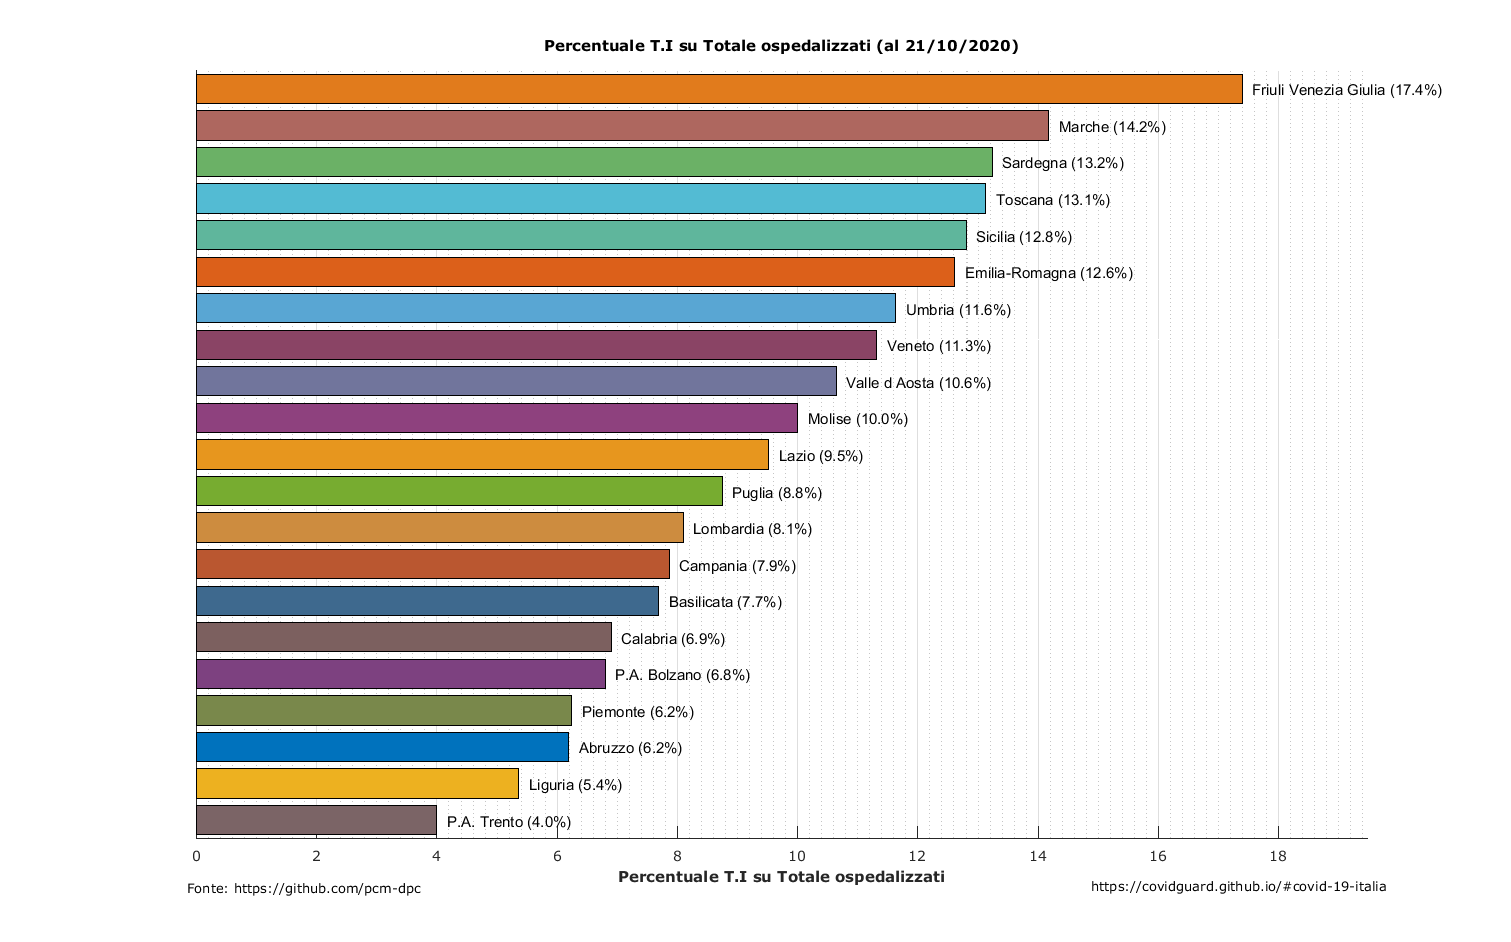 Percentuale T.I su Totale ospedalizzati (al 21/10/2020)
Friuli Venezia Giulia (17.4%)
Marche (14.2%)
Sardegna (13.2%)
Toscana (13.1%)
Sicilia (12.8%)
Emilia-Romagna (12.6%)
Umbria (11.6%)
Veneto (11.3%)
Valle d Aosta (10.6%)
Molise (10.0%)
Lazio (9.5%)
Puglia (8.8%)
Lombardia (8.1%)
Campania (7.9%)
Basilicata (7.7%)
Calabria (6.9%)
P.A. Bolzano (6.8%)
Piemonte (6.2%)
Abruzzo (6.2%)
Liguria (5.4%)
P.A. Trento (4.0%)
0 2 4 6 8 10 12 14 16 18
Percentuale T.I su Totale ospedalizzati
Fonte: https://github.com/pcm-dpc
https://covidguard.github.io/#covid-19-italia